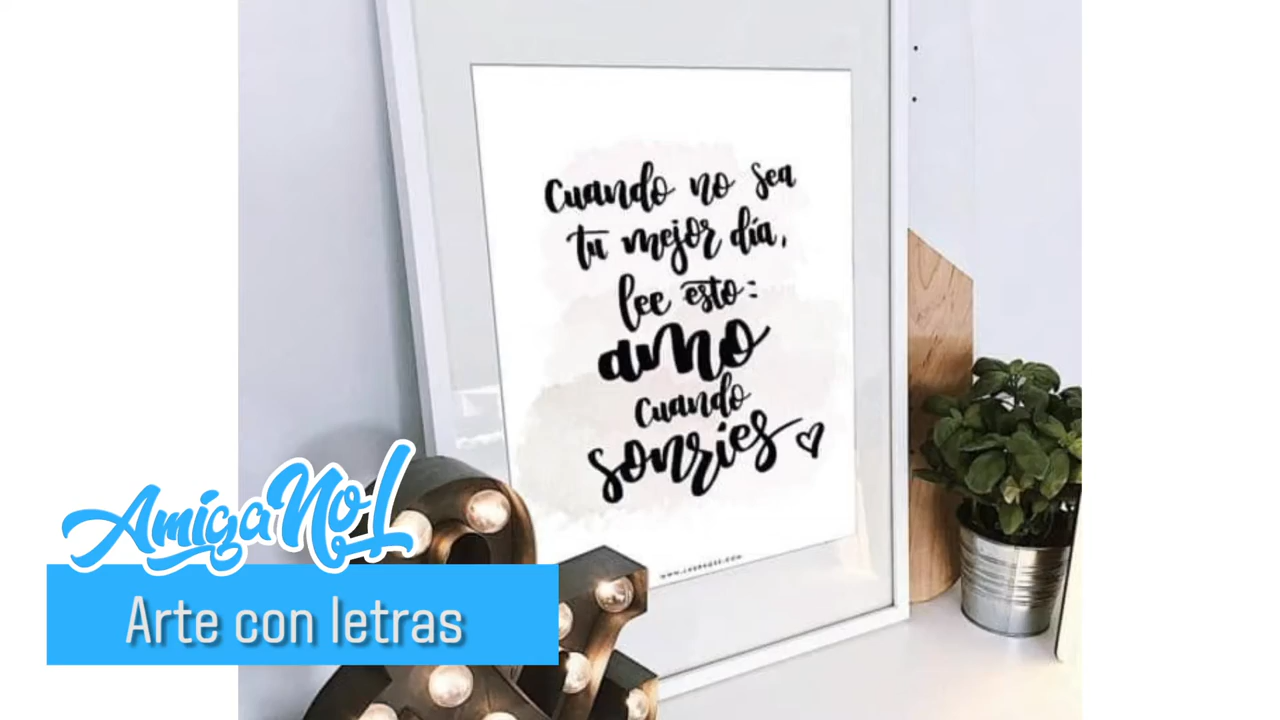 Cuando no sea
tu mejor día,
lee esto:
amo
cuando
sonríes
AmigaNoL
Arte con letras